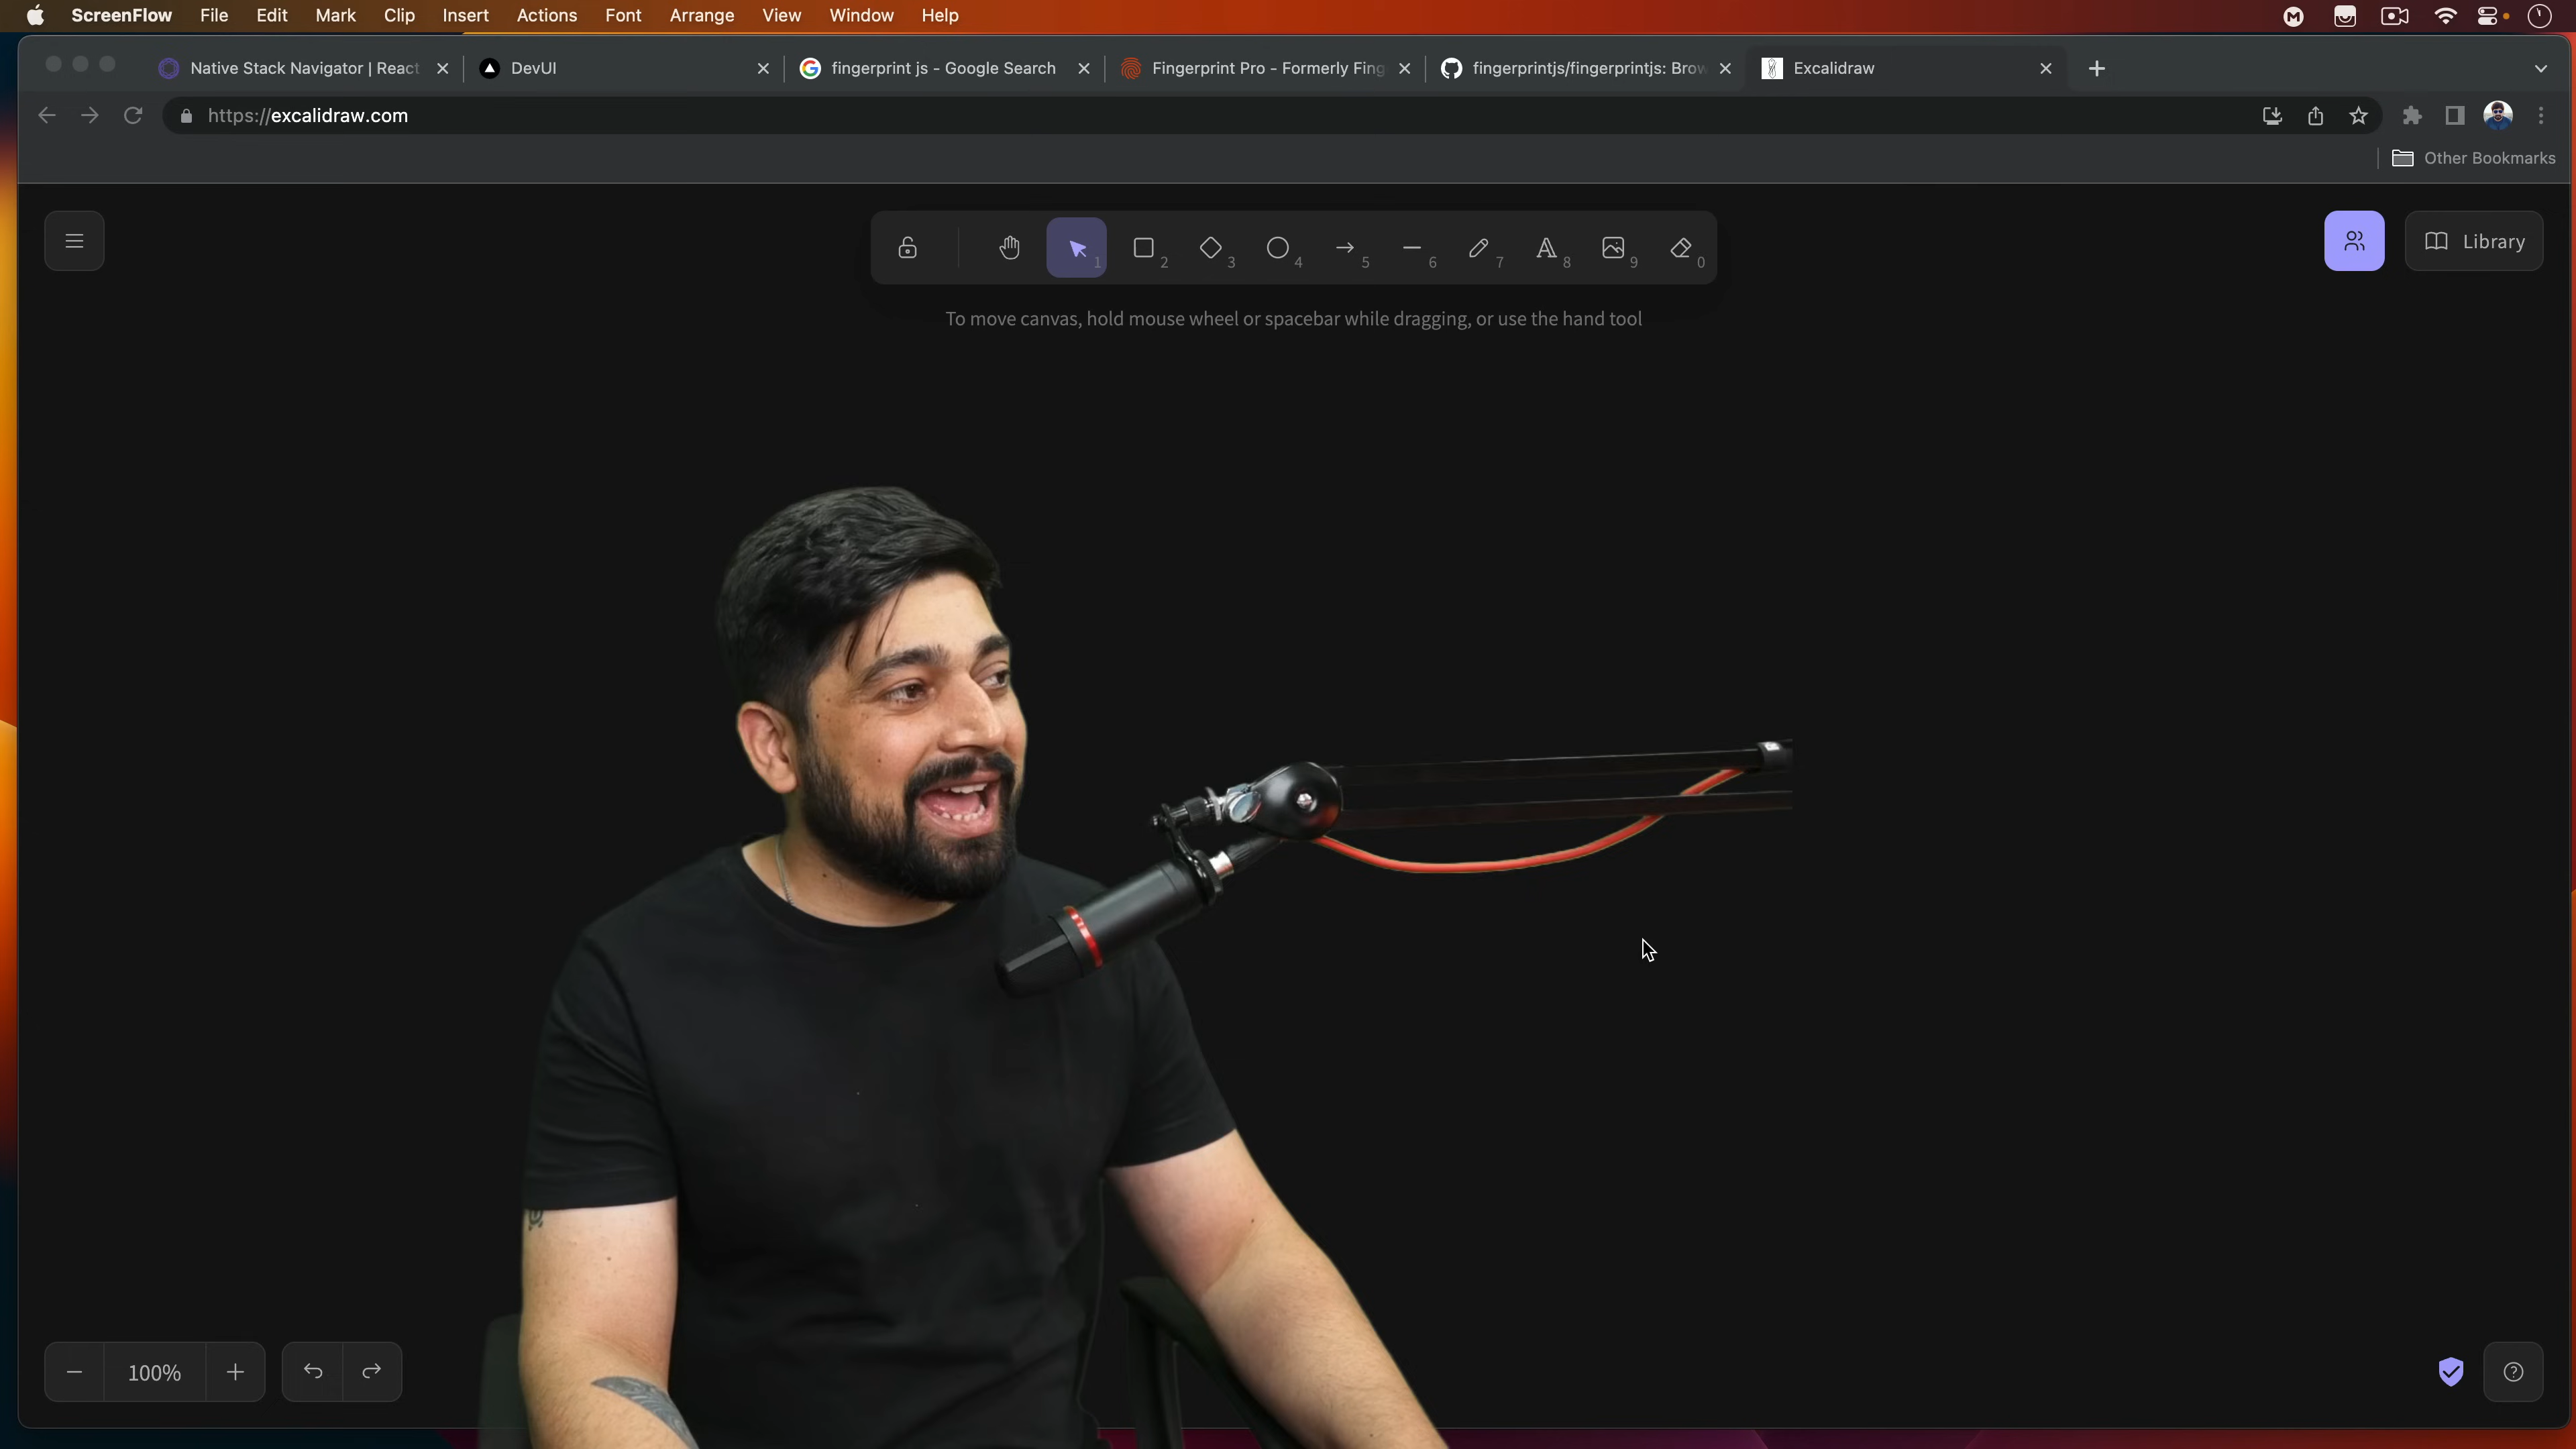 ScreenFlow File Edit Mark Clip Insert Actions Font Arrange View Window Help
Native Stack Navigator | React DevUI fingerprint js - Google Search Fingerprint Pro - Formerly Fing fingerprintjs/fingerprintjs: Brow Excalidraw
https://excalidraw.com
Other Bookmarks
1 2 3 4 5 6 7 8 9 0
Library
To move canvas, hold mouse wheel or spacebar while dragging, or use the hand tool
100%